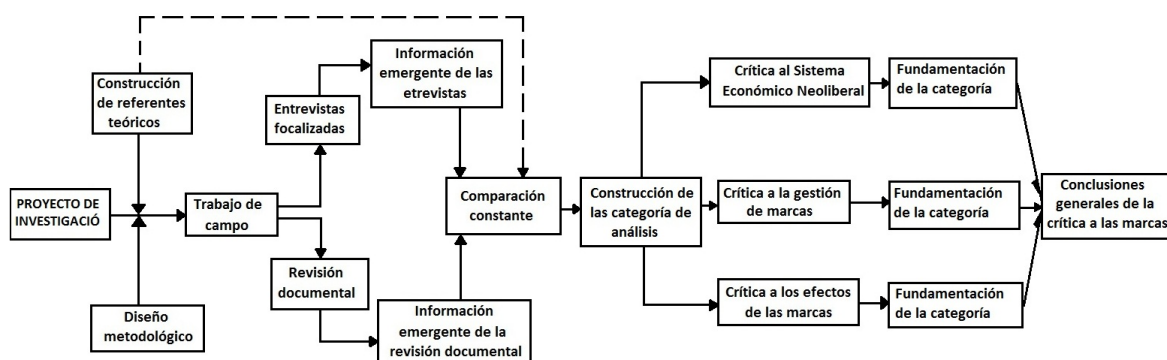 PROYECTO DE
INVESTIGACIÓ
Construcción
de referentes
teóricos
Diseño
metodológico
Trabajo de
campo
Entrevistas
focalizadas
Información
emergente de las
etrevistas
Revisión
documental
Información
emergente de la
revisión documental
Comparación
constante
Construcción de
las categoría de
análisis
Crítica al Sistema
Económico Neoliberal
Fundamentación
de la categoría
Crítica a la gestión
de marcas
Fundamentación
de la categoría
Crítica a los efectos
de las marcas
Fundamentación
de la categoría
Conclusiones
generales de la
crítica a las marcas